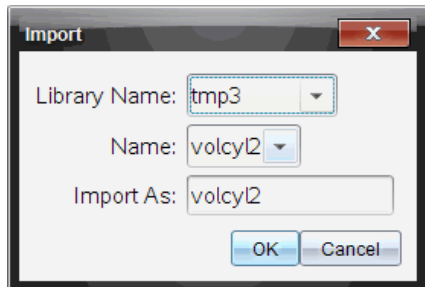 Import
Library Name: tmp3
Name: volcyl2
Import As: volcyl2
OK Cancel